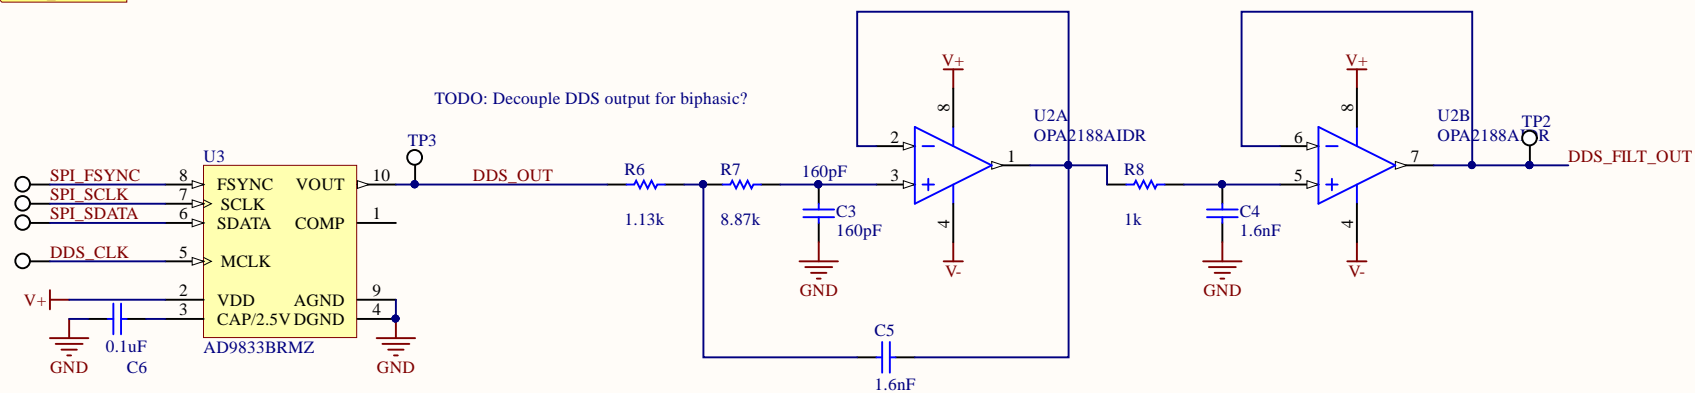 TODO: Decouple DDS output for biphasic?
TP3
U3
SPI_FSYNC
8
FSYNC
VOUT
10
DDS_OUT
SPI_SCLK
7
SCLK
SPI_SDATA
6
SDATA
COMP
1
DDS_CLK
5
MCLK
V+
2
VDD
AGND
9
3
CAP/2.5V
DGND
4
0.1uF
C6
GND
AD9833BRMZ
GND
R6
1.13k
R7
8.87k
160pF
C3
160pF
GND
V+
8
U2A
OPA2188AIDR
2
3
1
4
V-
C5
1.6nF
R8
1k
C4
1.6nF
GND
V+
8
U2B
OPA2188AIDR
TP2
6
5
7
4
V-
DDS_FILT_OUT